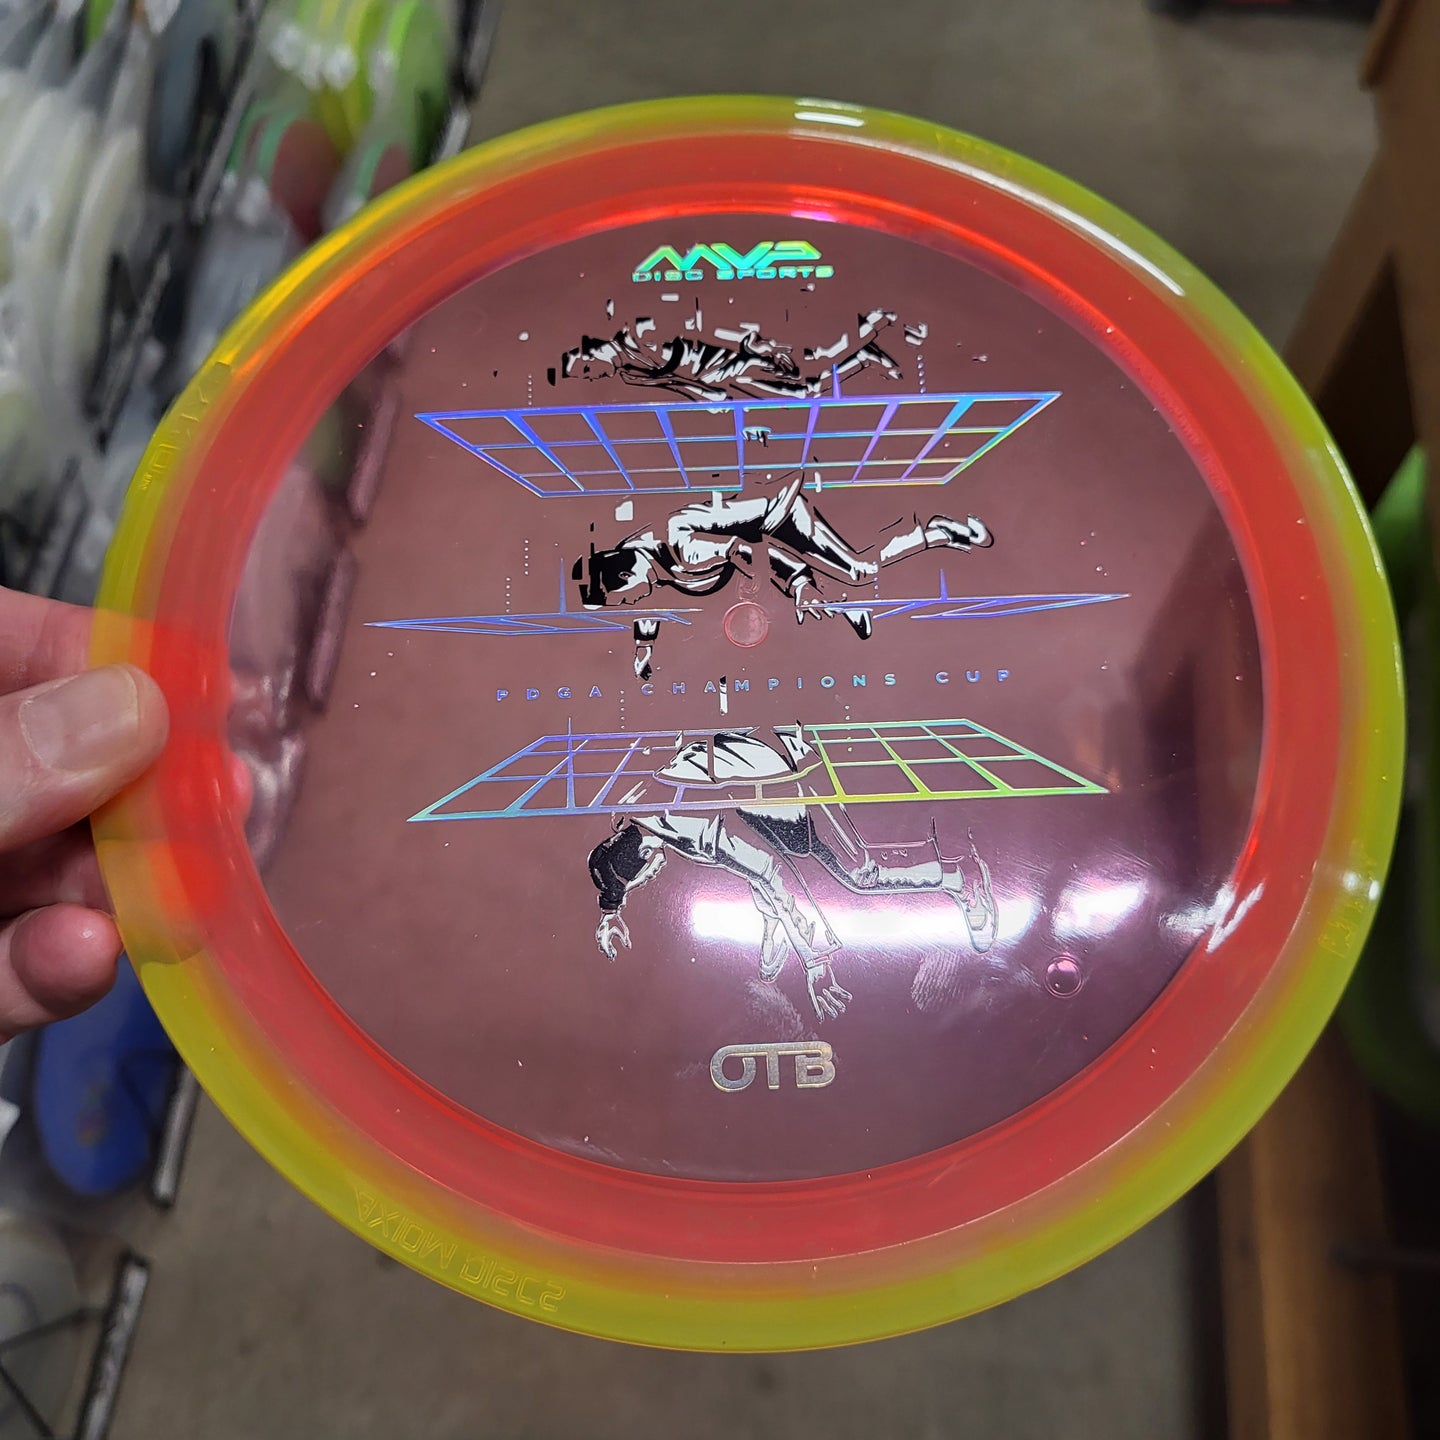 MVP
DISC SPORTS
PDGA CHAMPIONS CUP
OTB
AXIOM DISCS